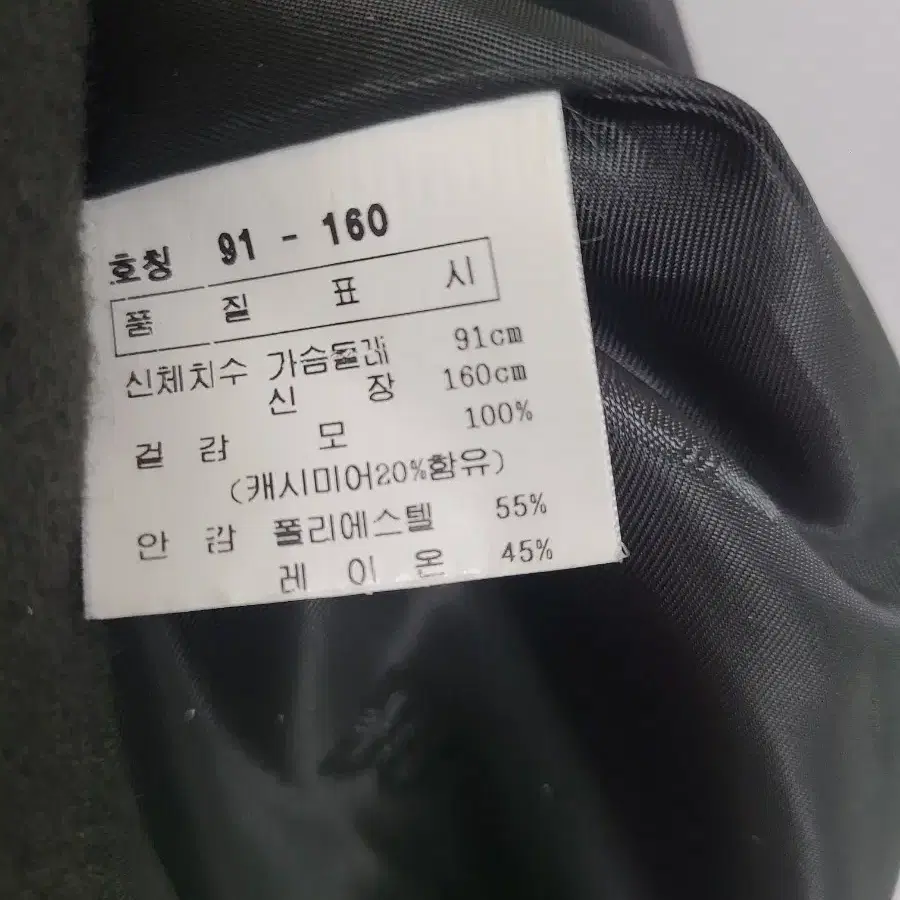 호칭 91 - 160
품 질 표 시
신체치수 가슴둘레 91cm
신 장 160cm
겉 감 모 100%
(캐시미어20%함유)
안 감 폴리에스텔 55%
레 이 온 45%